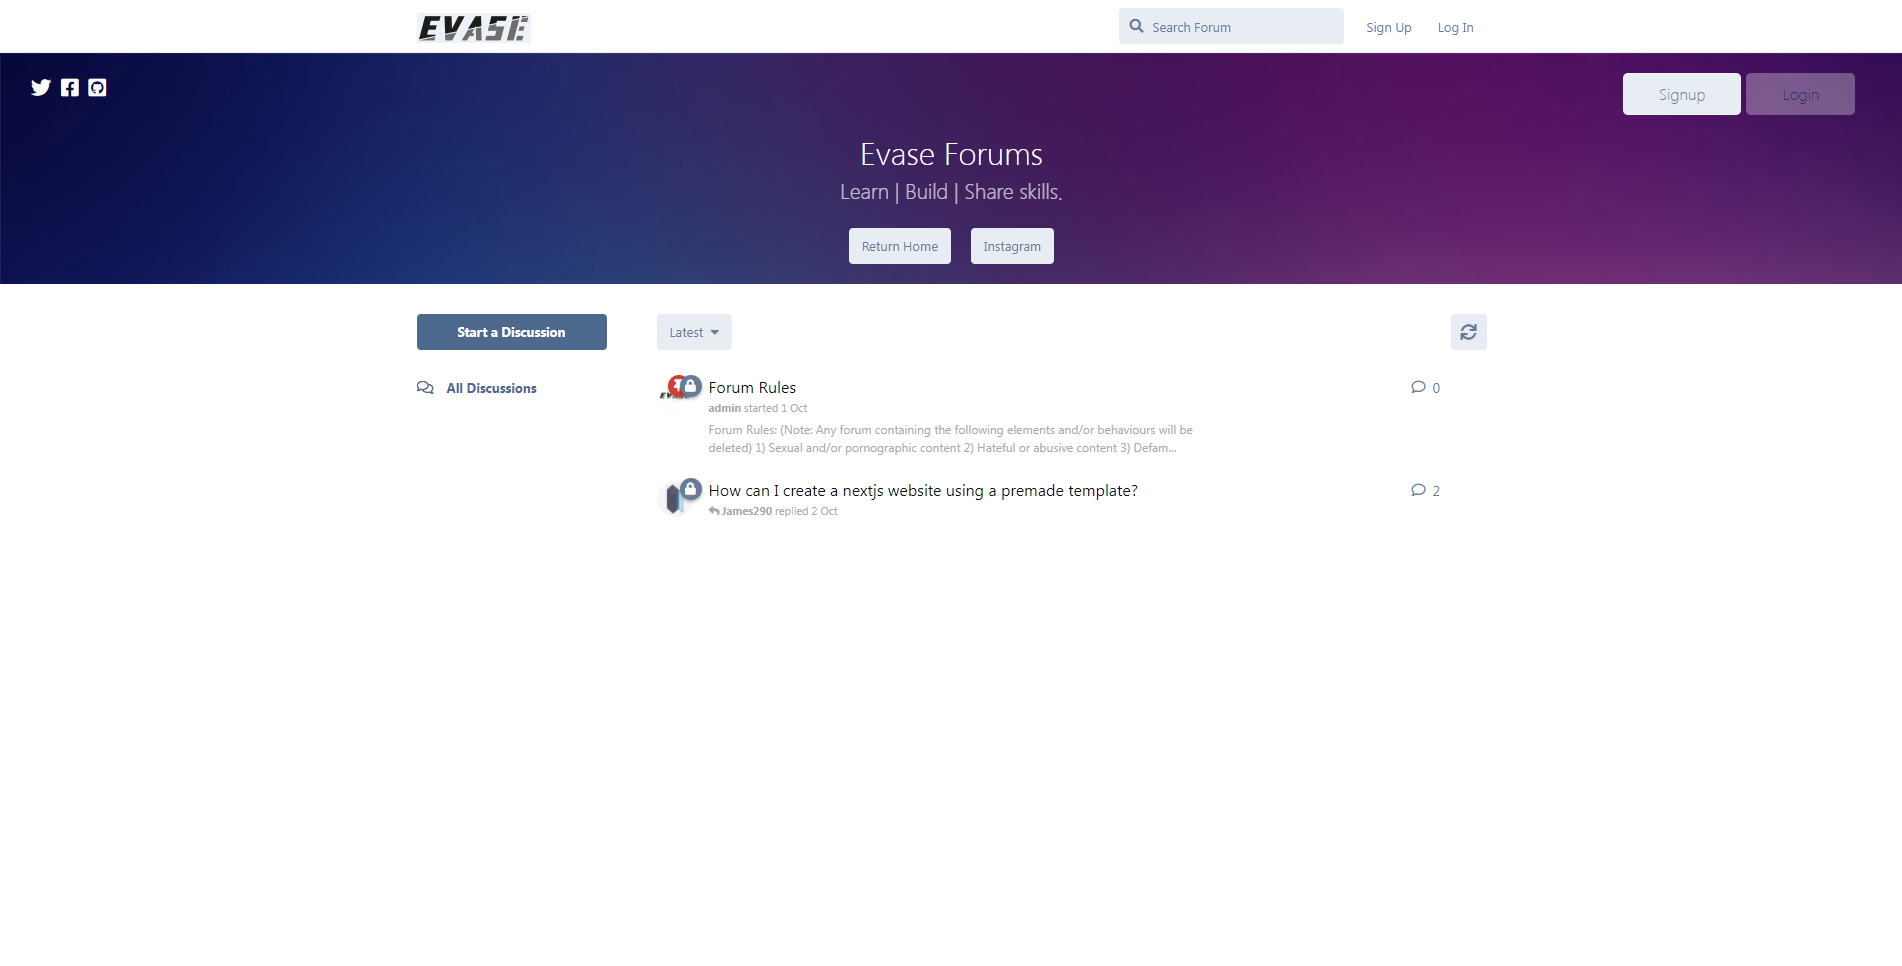 EVASE
Search Forum
Sign Up
Log In
Signup
Login
Evase Forums
Learn | Build | Share skills.
Return Home
Instagram
Start a Discussion
Latest
All Discussions
Forum Rules
0
admin started 1 Oct
Forum Rules: (Note: Any forum containing the following elements and/or behaviours will be
deleted) 1) Sexual and/or pornographic content 2) Hateful or abusive content 3) Defam...
How can I create a nextjs website using a premade template?
2
James290 replied 2 Oct